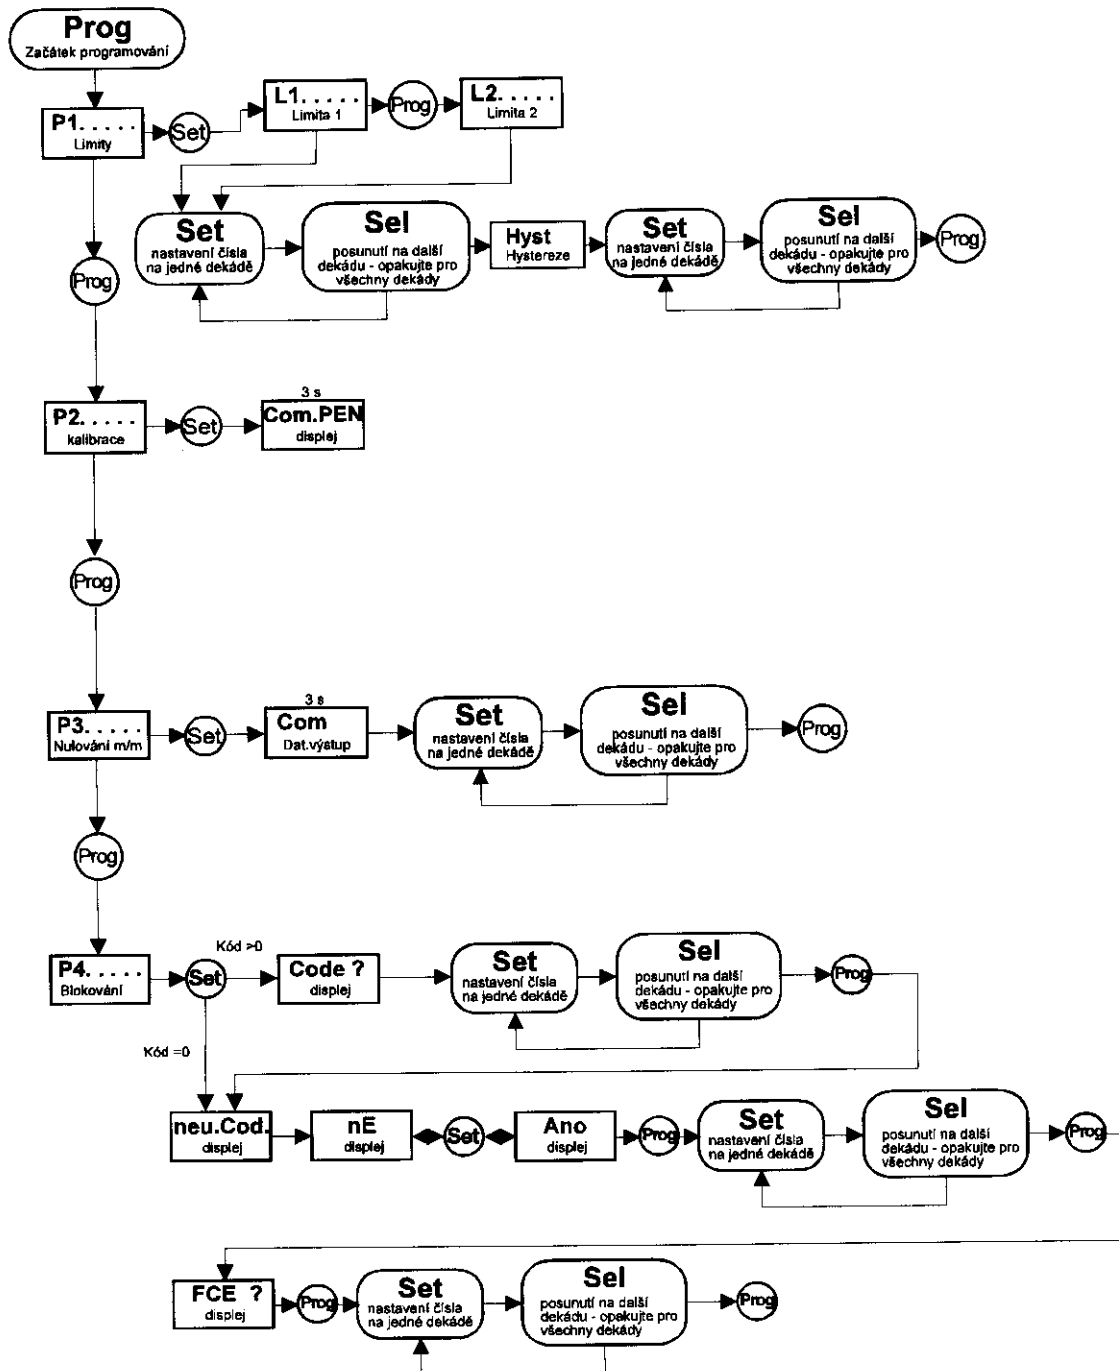 Prog
Začátek programování
P1. . . . .
Limity
Set
L1. . . . .
Limita 1
Prog
L2. . . . .
Limita 2
Set
nastavení čísla
na jedné dekádě
Sel
posunutí na další
dekádu - opakujte pro
všechny dekády
Hyst
Hystereze
Set
nastavení čísla
na jedné dekádě
Sel
posunutí na další
dekádu - opakujte pro
všechny dekády
Prog
Prog
P2. . . . .
kalibrace
Set
3 s
Com.PEN
displej
Prog
P3. . . . .
Nulování m/m
Set
3 s
Com
Dat.výstup
Set
nastavení čísla
na jedné dekádě
Sel
posunutí na další
dekádu - opakujte pro
všechny dekády
Prog
Prog
P4. . . . .
Blokování
Set
Kód >0
Code ?
displej
Set
nastavení čísla
na jedné dekádě
Sel
posunutí na další
dekádu - opakujte pro
všechny dekády
Prog
Kód =0
neu.Cod.
displej
nE
displej
Set
Ano
displej
Prog
Set
nastavení čísla
na jedné dekádě
Sel
posunutí na další
dekádu - opakujte pro
všechny dekády
Prog
FCE ?
displej
Prog
Set
nastavení čísla
na jedné dekádě
Sel
posunutí na další
dekádu - opakujte pro
všechny dekády
Prog